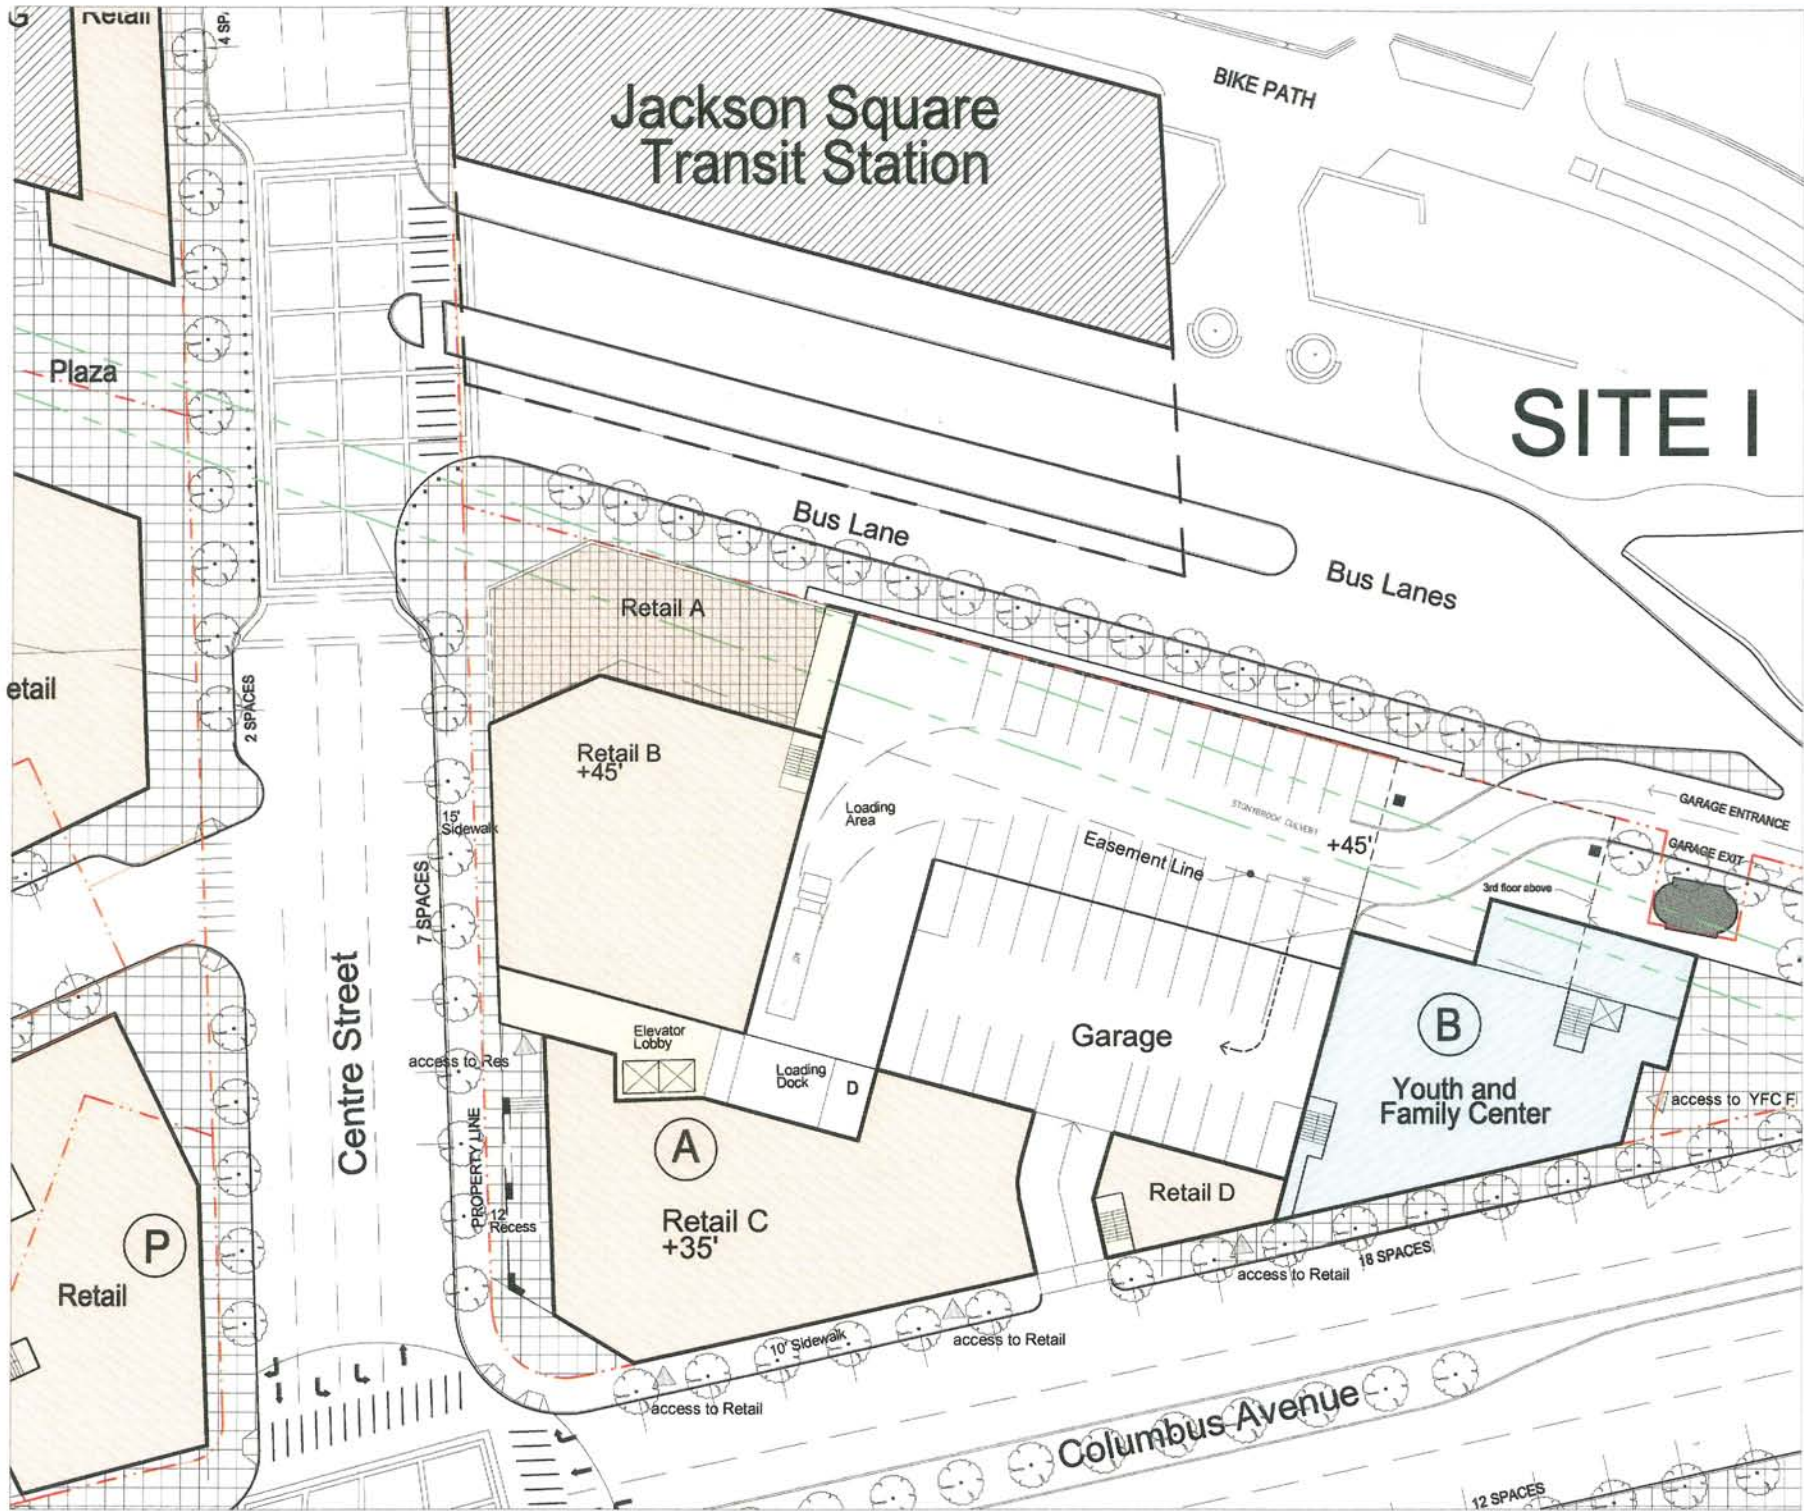 G
Retail
4 SP
Jackson Square
Transit Station
BIKE PATH
Plaza
SITE I
Bus Lane
Bus Lanes
Retail A
etail
2 SPACES
Retail B
+45'
Loading
Area
15'
Sidewalk
STONYBROOK CULVERT
+45'
Easement Line
GARAGE ENTRANCE
GARAGE EXIT
3rd floor above
7 SPACES
Centre Street
Elevator
Lobby
access to Res
Loading
Dock
D
Garage
B
Youth and
Family Center
access to YFC F
PROPERTY LINE
A
12'
Recess
Retail C
+35'
Retail D
P
Retail
18 SPACES
access to Retail
10' Sidewalk
access to Retail
access to Retail
Columbus Avenue
12 SPACES